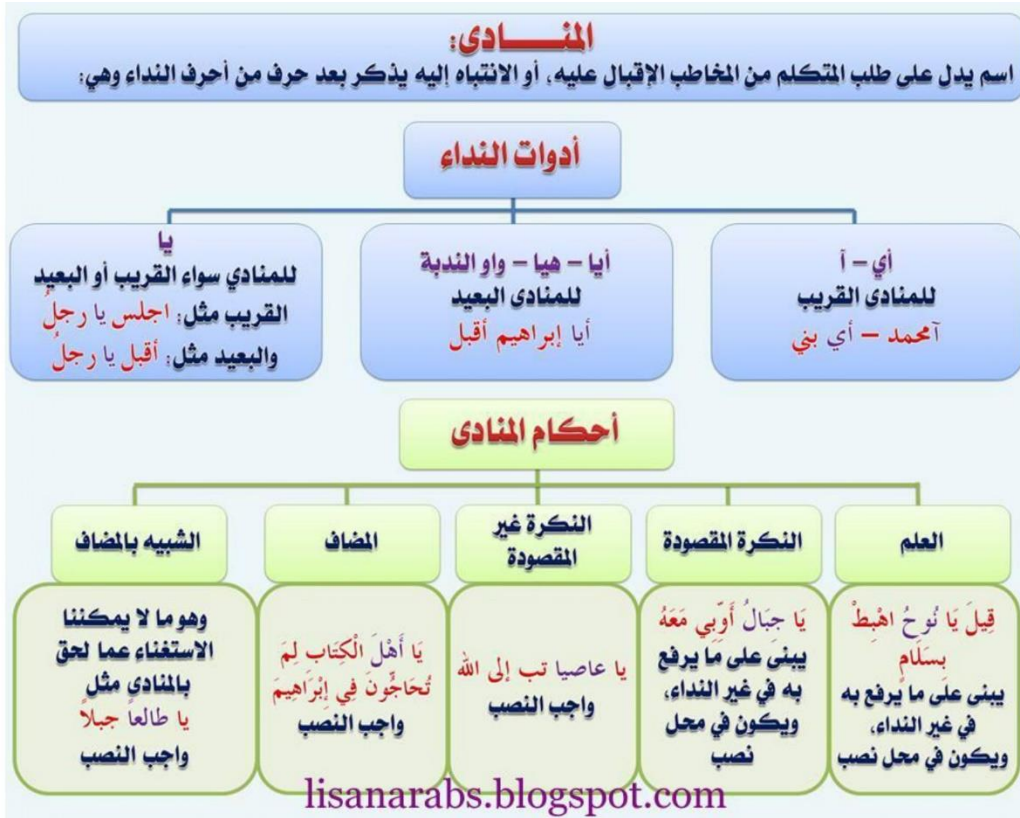 المنـــــادى:
اسم يدل على طلب المتكلم من المخاطب الإقبال عليه، أو الانتباه إليه يذكر بعد حرف من أحرف النداء وهي:
أدوات النداء
أي - آ
للمنادى القريب
آمحمد – أي بني
أيا - هيا - واو الندبة
للمنادى البعيد
أيا إبراهيم أقبل
يا
للمنادي سواء القريب أو البعيد
القريب مثل: اجلس يا رجلُ
والبعيد مثل: أقبل يا رجلُ
أحكام المنادى
العلم
قِيلَ يَا نُوحُ اهْبِطْ
بِسَلَامٍ
يبنى على ما يرفع به
في غير النداء،
ويكون في محل نصب
النكرة المقصودة
يَا جِبَالُ أَوِّبِي مَعَهُ
يبنى على ما يرفع
به في غير النداء،
ويكون في محل
نصب
النكرة غير
المقصودة
يا عاصيا تب إلى الله
واجب النصب
المضاف
يَا أَهْلَ الْكِتَابِ لِمَ
تُحَاجُّونَ فِي إِبْرَاهِيمَ
واجب النصب
الشبيه بالمضاف
وهو ما لا يمكننا
الاستغناء عما لحق
بالمنادى مثل
يا طالعاً جبلاً
واجب النصب
lisanarabs.blogspot.com